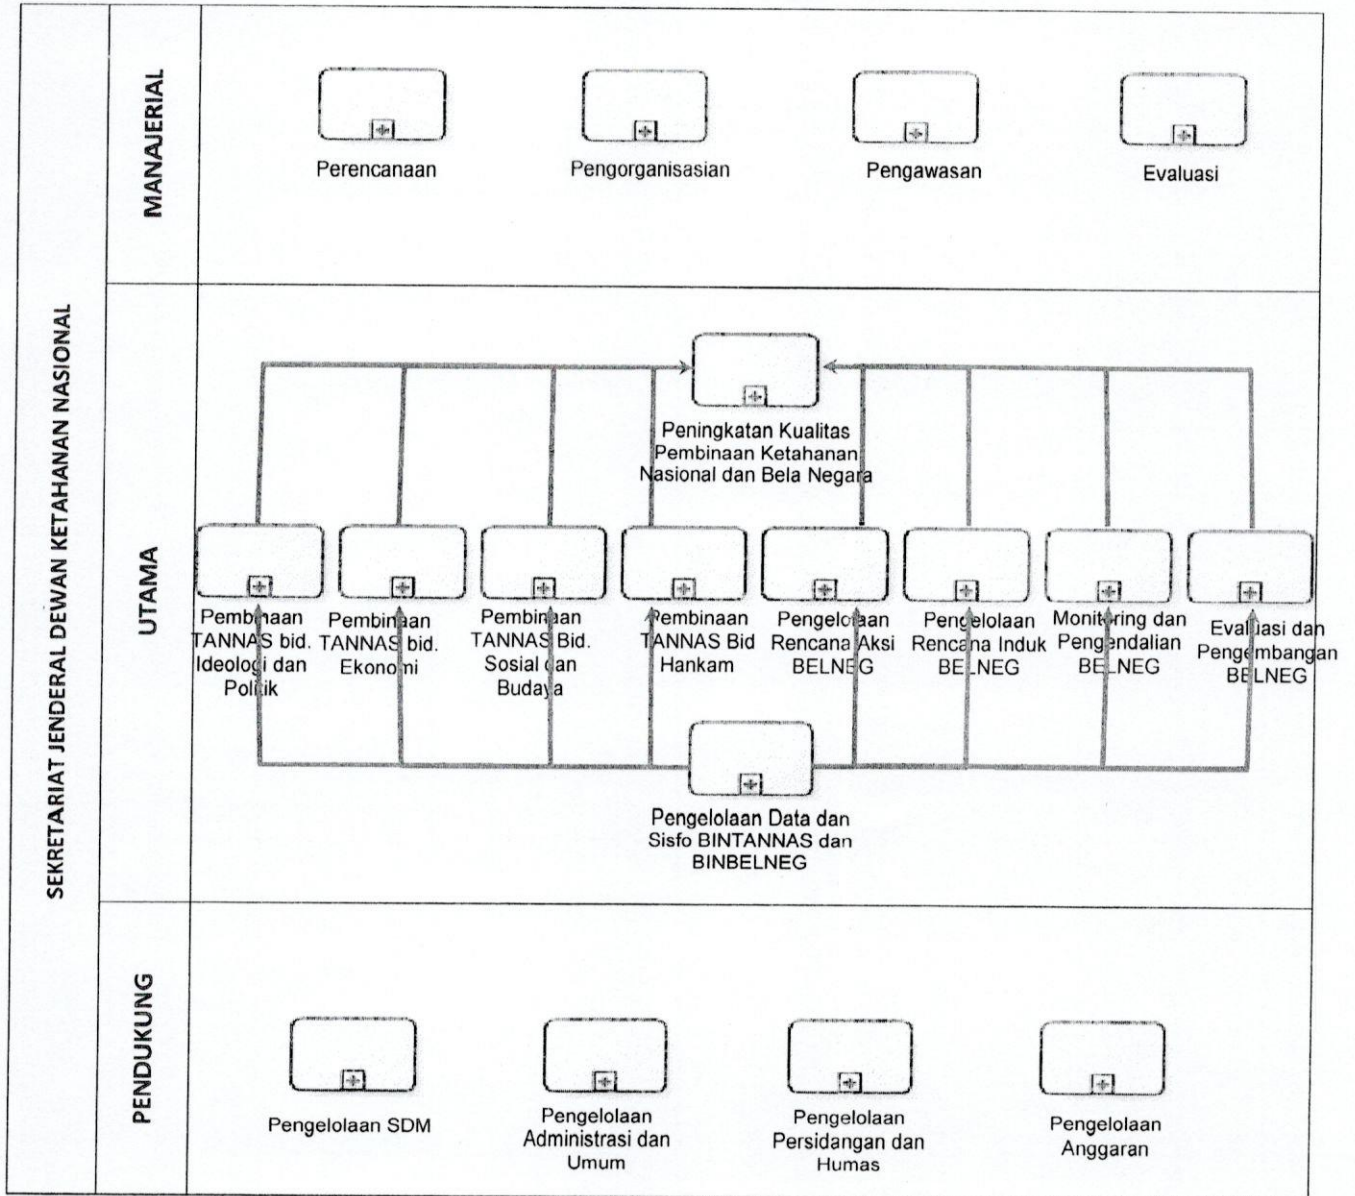 SEKRETARIAT JENDERAL DEWAN KETAHANAN NASIONAL
MANAJERIAL
Perencanaan
Pengorganisasian
Pengawasan
Evaluasi
UTAMA
Peningkatan Kualitas
Pembinaan Ketahanan
Nasional dan Bela Negara
Pembinaan
TANNAS bid.
Ideologi dan
Politik
Pembinaan
TANNAS bid.
Ekonomi
Pembinaan
TANNAS Bid.
Sosial dan
Budaya
Pembinaan
TANNAS Bid
Hankam
Pengelolaan
Rencana Aksi
BELNEG
Pengelolaan
Rencana Induk
BELNEG
Monitoring dan
Pengendalian
BELNEG
Evaluasi dan
Pengembangan
BELNEG
Pengelolaan Data dan
Sisfo BINTANNAS dan
BINBELNEG
PENDUKUNG
Pengelolaan SDM
Pengelolaan
Administrasi dan
Umum
Pengelolaan
Persidangan dan
Humas
Pengelolaan
Anggaran